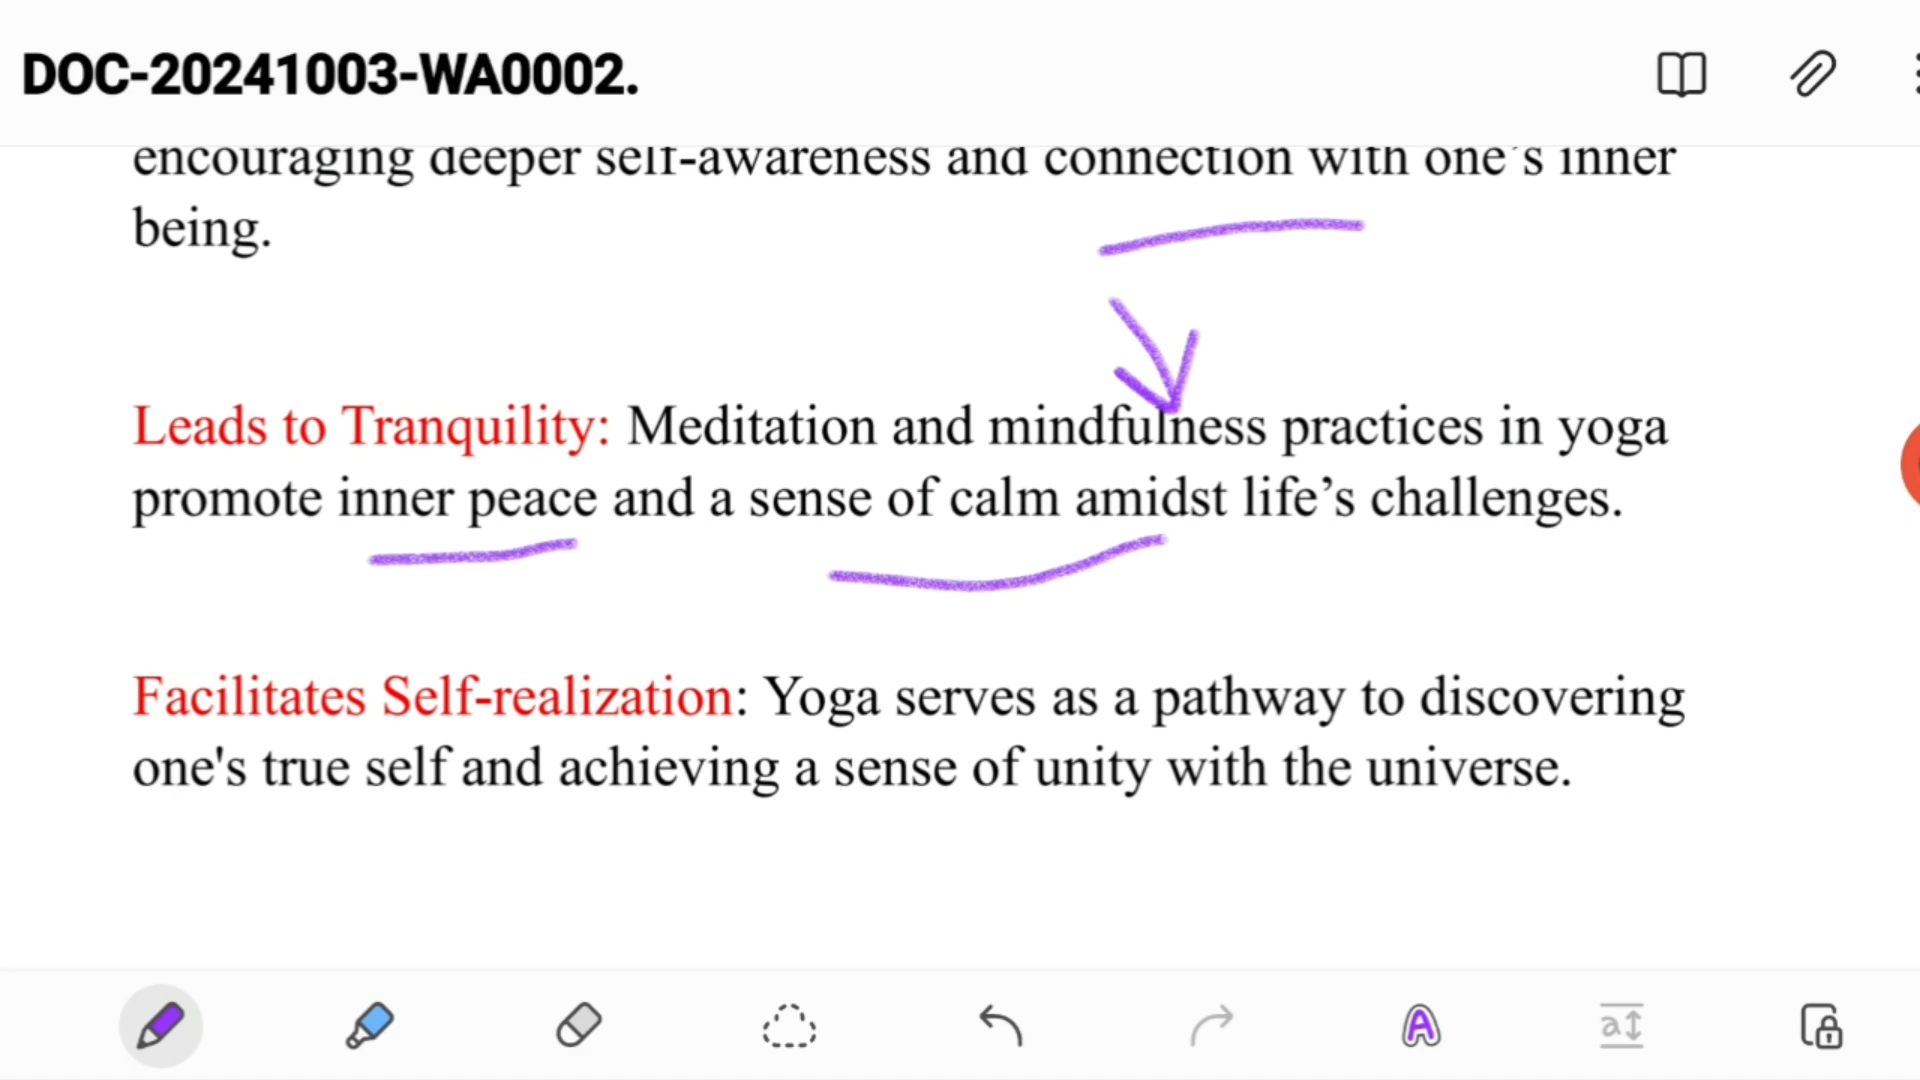 DOC-20241003-WA0002.
encouraging deeper self-awareness and connection with one’s inner
being.
Leads to Tranquility: Meditation and mindfulness practices in yoga
promote inner peace and a sense of calm amidst life’s challenges.
Facilitates Self-realization: Yoga serves as a pathway to discovering
one's true self and achieving a sense of unity with the universe.
A
a